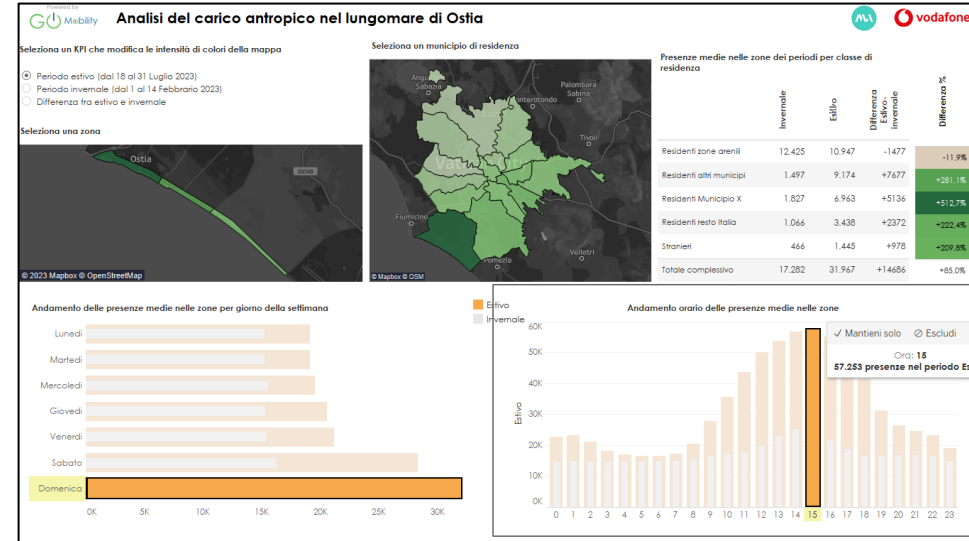 Powered by
GO Mobility
Analisi del carico antropico nel lungomare di Ostia
vodafone
Seleziona un KPI che modifica le intensità di colori della mappa
Periodo estivo (dal 18 al 31 Luglio 2023)
Periodo invernale (dal 1 al 14 Febbrario 2023)
Differenza tra estivo e invernale
Seleziona una zona
Ostia
© 2023 Mapbox © OpenStreetMap
Seleziona un municipio di residenza
Palombara
Sabina
Tivoli
Fiumicino
Pomezia
Velletri
© Mapbox © OSM
Presenze medie nelle zone dei periodi per classe di
residenza
Invernale Estivo Differenza Estivo-invernale Differenza %
Residenti zone arenili 12.425 10.947 -1477 -11,9%
Residenti altri municipi 1.497 9.174 +7677 +281,1%
Residenti Municipio X 1.827 6.963 +5136 +512,7%
Residenti resto Italia 1.066 3.438 +2372 +222,4%
Stranieri 466 1.445 +978 +209,8%
Totale complessivo 17.282 31.967 +14686 +85,0%
Andamento delle presenze medie nelle zone per giorno della settimana
Estivo
Invernale
Lunedì
Martedì
Mercoledì
Giovedì
Venerdì
Sabato
Domenica
0K 5K 10K 15K 20K 25K 30K
Andamento orario delle presenze medie nelle zone
Mantieni solo Escludi
Ora: 15
57.253 presenze nel periodo Es
Estivo
60K
50K
40K
30K
20K
10K
0K
0 1 2 3 4 5 6 7 8 9 10 11 12 13 14 15 16 17 18 19 20 21 22 23